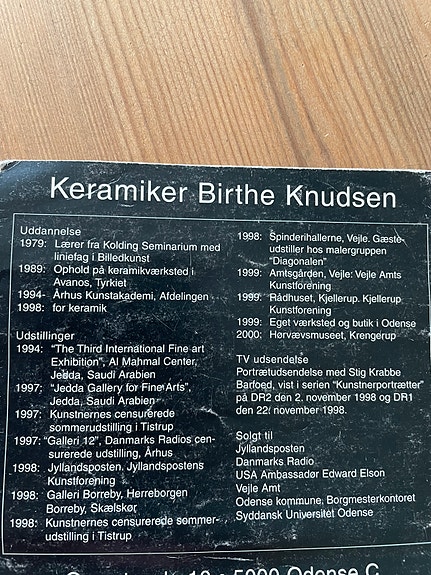 Keramiker Birthe Knudsen
Uddannelse
1979: Lærer fra Kolding Seminarium med
liniefag i Billedkunst
1989: Ophold på keramikværksted i
Avanos, Tyrkiet
1994- Århus Kunstakademi, Afdelingen
1998: for keramik
Udstillinger
1994: "The Third International Fine art
Exhibition", Al Mahmal Center,
Jedda, Saudi Arabien
1997: "Jedda Gallery for Fine Arts",
Jedda, Saudi Arabien
1997: Kunstnernes censurerede
sommerudstilling i Tistrup
1997: "Galleri 12", Danmarks Radios cen-
surerede udstilling, Århus
1998: Jyllandsposten. Jyllandspostens
Kunstforening
1998: Galleri Borreby, Herreborgen
Borreby, Skælskør
1998: Kunstnernes censurerede sommer-
udstilling i Tistrup
1998: Spinderihallerne, Vejle. Gæste-
udstiller hos malergruppen
"Diagonalen"
1999: Amtsgården, Vejle: Vejle Amts
Kunstforening
1999: Rådhuset, Kjellerup. Kjellerup
Kunstforening
1999: Eget værksted og butik i Odense
2000: Hørvævsmuseet, Krengerup
TV udsendelse
Portrætudsendelse med Stig Krabbe
Barfoed, vist i serien "Kunstnerportrætter"
på DR2 den 2. november 1998 og DR1
den 22. november 1998.
Solgt til
Jyllandsposten
Danmarks Radio
USA Ambassador Edward Elson
Vejle Amt
Odense kommune, Borgmesterkontoret
Syddansk Universitet Odense
5000 Odense C